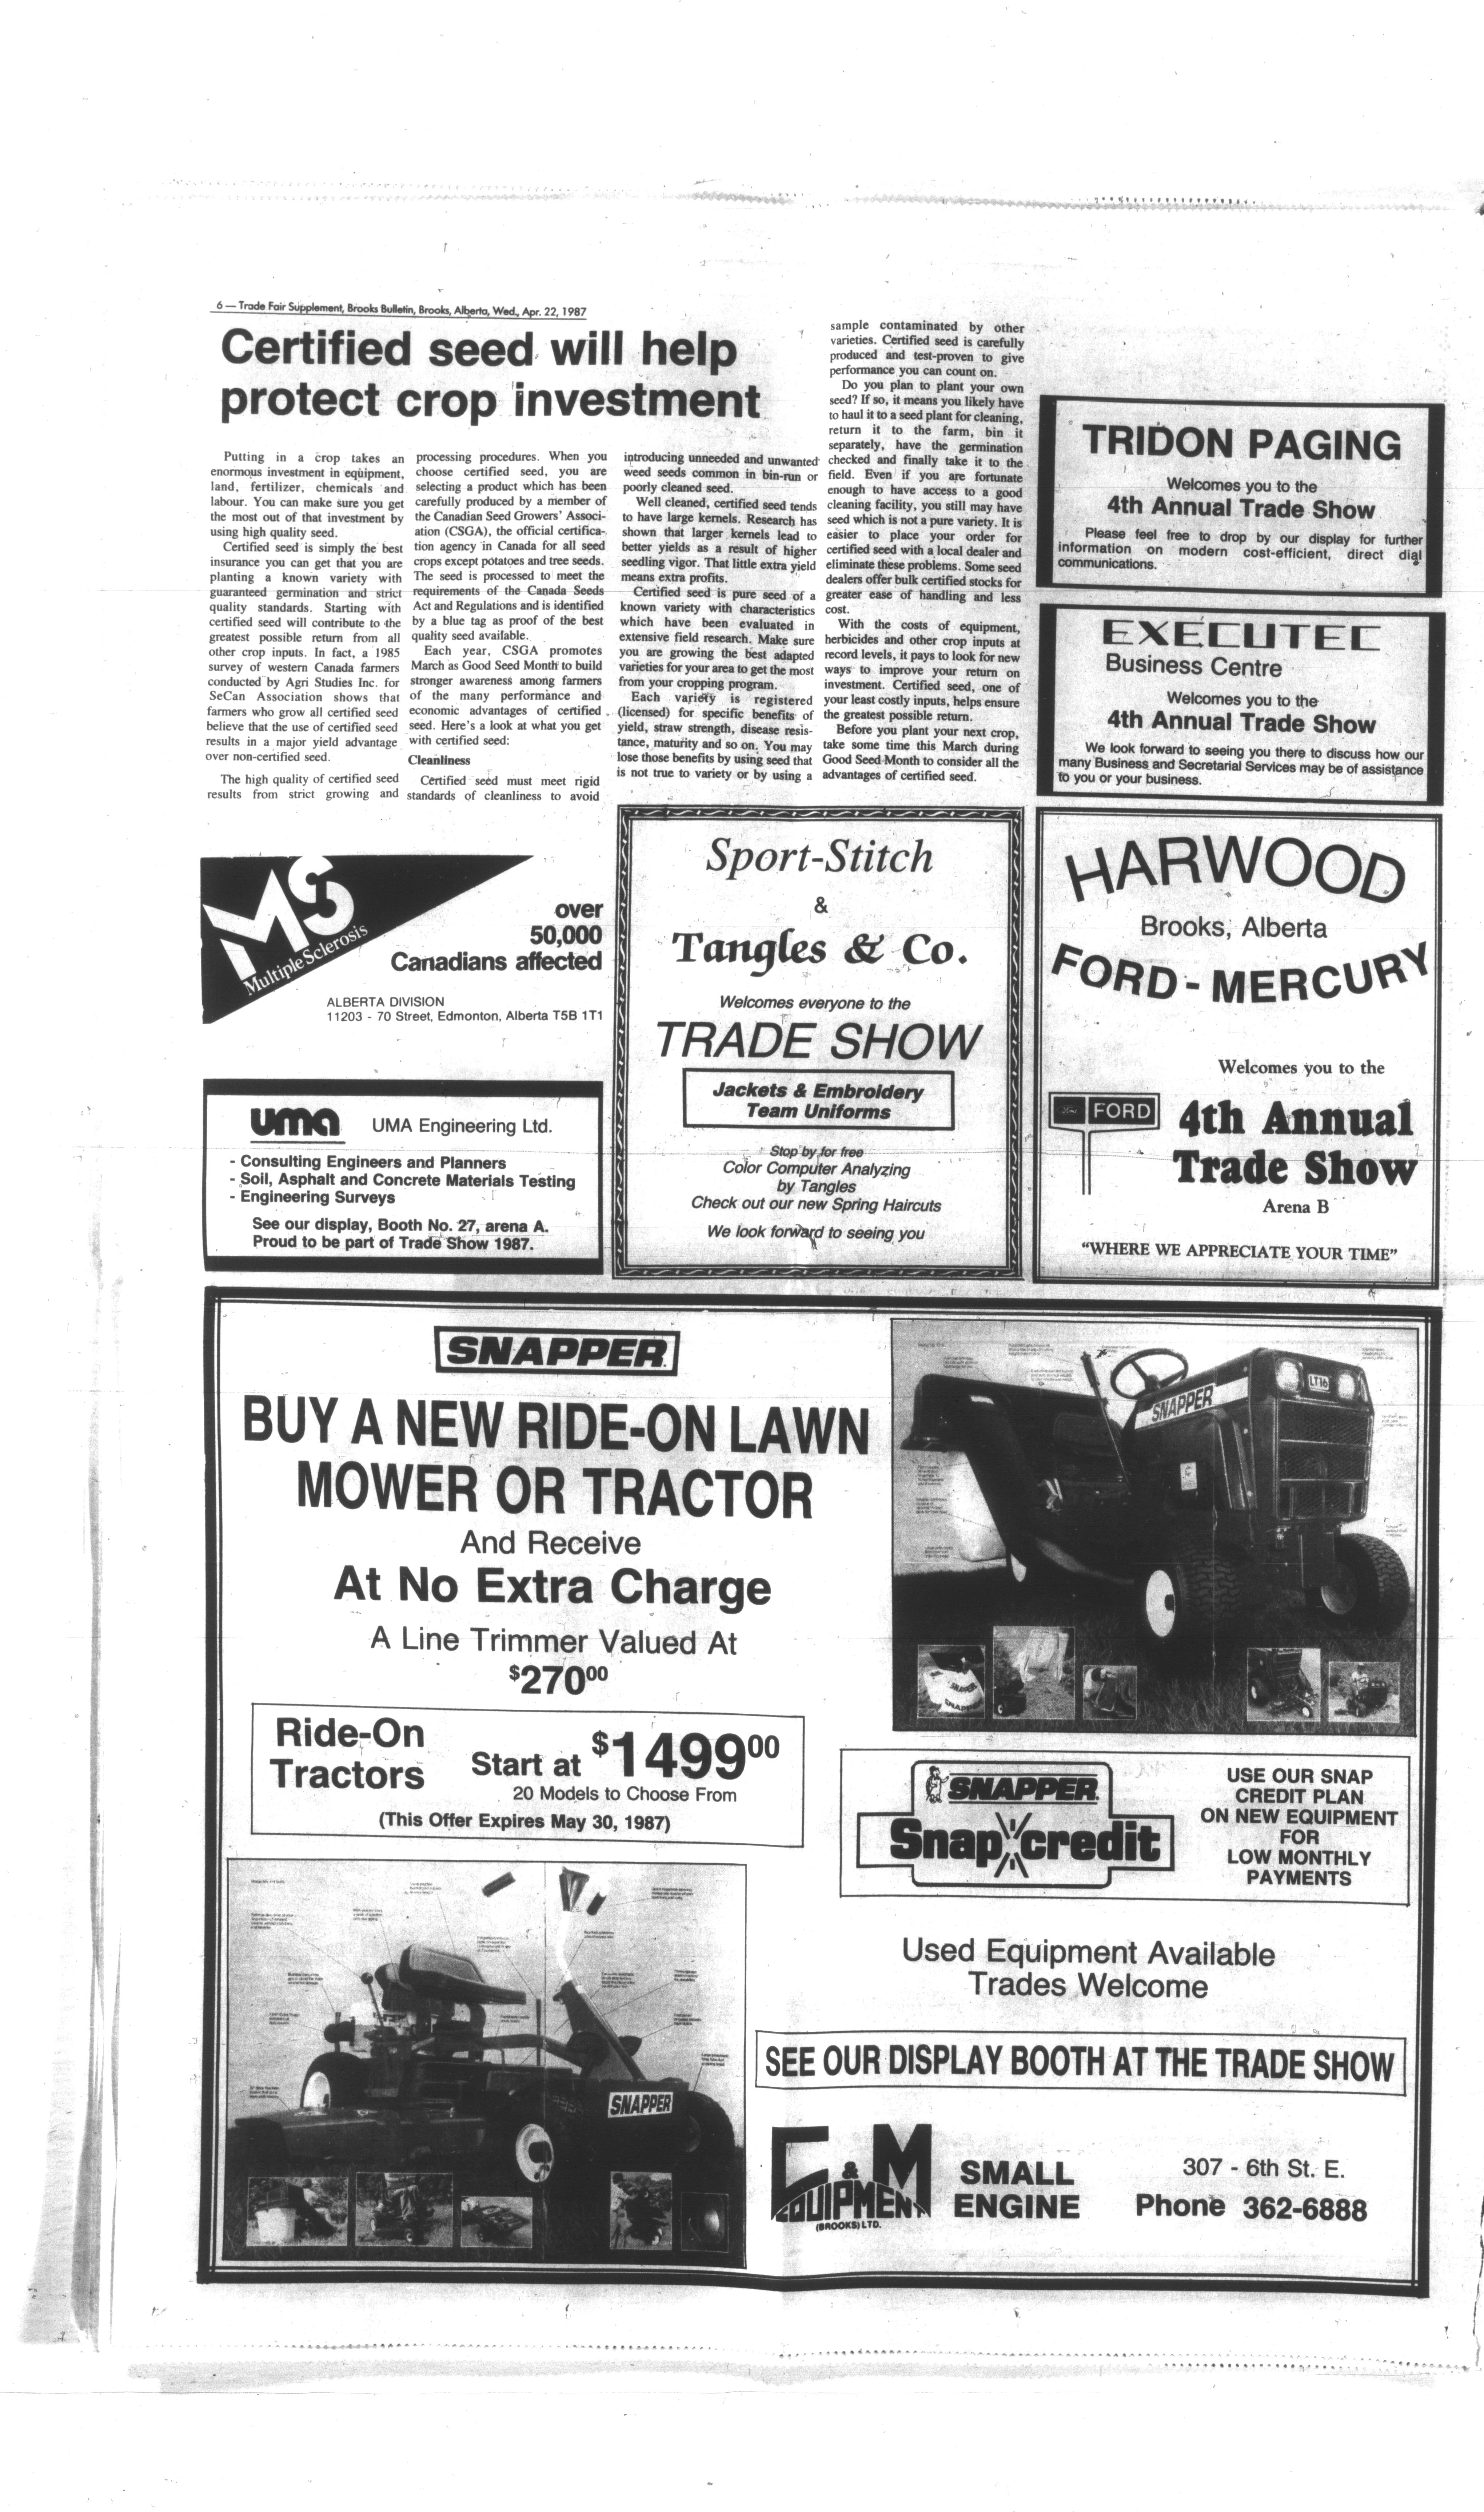 6 — Trade Fair Supplement, Brooks Bulletin, Brooks, Alberta, Wed., Apr. 22, 1987
Certified seed will help
protect crop investment
Putting in a crop takes an
enormous investment in equipment,
land, fertilizer, chemicals and
labour. You can make sure you get
the most out of that investment by
using high quality seed.
Certified seed is simply the best
insurance you can get that you are
planting a known variety with
guaranteed germination and strict
quality standards. Starting with
certified seed will contribute to the
greatest possible return from all
other crop inputs. In fact, a 1985
survey of western Canada farmers
conducted by Agri Studies Inc. for
SeCan Association shows that
farmers who grow all certified seed
believe that the use of certified seed
results in a major yield advantage
over non-certified seed.
The high quality of certified seed
results from strict growing and
processing procedures. When you
choose certified seed, you are
selecting a product which has been
carefully produced by a member of
the Canadian Seed Growers' Associ-
ation (CSGA), the official certifica-
tion agency in Canada for all seed
crops except potatoes and tree seeds.
The seed is processed to meet the
requirements of the Canada Seeds
Act and Regulations and is identified
by a blue tag as proof of the best
quality seed available.
Each year, CSGA promotes
March as Good Seed Month to build
stronger awareness among farmers
of the many performance and
economic advantages of certified
seed. Here's a look at what you get
with certified seed:
Cleanliness
Certified seed must meet rigid
standards of cleanliness to avoid
introducing unneeded and unwanted
weed seeds common in bin-run or
poorly cleaned seed.
Well cleaned, certified seed tends
to have large kernels. Research has
shown that larger kernels lead to
better yields as a result of higher
seedling vigor. That little extra yield
means extra profits.
Certified seed is pure seed of a
known variety with characteristics
which have been evaluated in
extensive field research. Make sure
you are growing the best adapted
varieties for your area to get the most
from your cropping program.
Each variety is registered
(licensed) for specific benefits of
yield, straw strength, disease resis-
tance, maturity and so on. You may
lose those benefits by using seed that
is not true to variety or by using a
sample contaminated by other
varieties. Certified seed is carefully
produced and test-proven to give
performance you can count on.
Do you plan to plant your own
seed? If so, it means you likely have
to haul it to a seed plant for cleaning,
return it to the farm, bin it
separately, have the germination
checked and finally take it to the
field. Even if you are fortunate
enough to have access to a good
cleaning facility, you still may have
seed which is not a pure variety. It is
easier to place your order for
certified seed with a local dealer and
eliminate these problems. Some seed
dealers offer bulk certified stocks for
greater ease of handling and less
cost.
With the costs of equipment,
herbicides and other crop inputs at
record levels, it pays to look for new
ways to improve your return on
investment. Certified seed, one of
your least costly inputs, helps ensure
the greatest possible return.
Before you plant your next crop,
take some time this March during
Good Seed Month to consider all the
advantages of certified seed.
TRIDON PAGING
Welcomes you to the
4th Annual Trade Show
Please feel free to drop by our display for further
information on modern cost-efficient, direct dial
communications.
EXECUTEC
Business Centre
Welcomes you to the
4th Annual Trade Show
We look forward to seeing you there to discuss how our
many Business and Secretarial Services may be of assistance
to you or your business.
MS
Multiple Sclerosis
over
50,000
Canadians affected
ALBERTA DIVISION
11203 - 70 Street, Edmonton, Alberta T5B 1T1
uma UMA Engineering Ltd.
- Consulting Engineers and Planners
- Soil, Asphalt and Concrete Materials Testing
- Engineering Surveys
See our display, Booth No. 27, arena A.
Proud to be part of Trade Show 1987.
Sport-Stitch
&
Tangles & Co.
Welcomes everyone to the
TRADE SHOW
Jackets & Embroidery
Team Uniforms
Stop by for free
Color Computer Analyzing
by Tangles
Check out our new Spring Haircuts
We look forward to seeing you
HARWOOD
Brooks, Alberta
FORD - MERCURY
Welcomes you to the
FORD
4th Annual
Trade Show
Arena B
"WHERE WE APPRECIATE YOUR TIME"
SNAPPER
BUY A NEW RIDE-ON LAWN
MOWER OR TRACTOR
And Receive
At No Extra Charge
A Line Trimmer Valued At
$270.00
Ride-On
Tractors
Start at $1499.00
20 Models to Choose From
(This Offer Expires May 30, 1987)
SNAPPER
LT16
SNAPPER
Snap credit
USE OUR SNAP
CREDIT PLAN
ON NEW EQUIPMENT
FOR
LOW MONTHLY
PAYMENTS
SNAPPER
Used Equipment Available
Trades Welcome
SEE OUR DISPLAY BOOTH AT THE TRADE SHOW
C & M
EQUIPMENT
(BROOKS) LTD.
SMALL
ENGINE
307 - 6th St. E.
Phone 362-6888